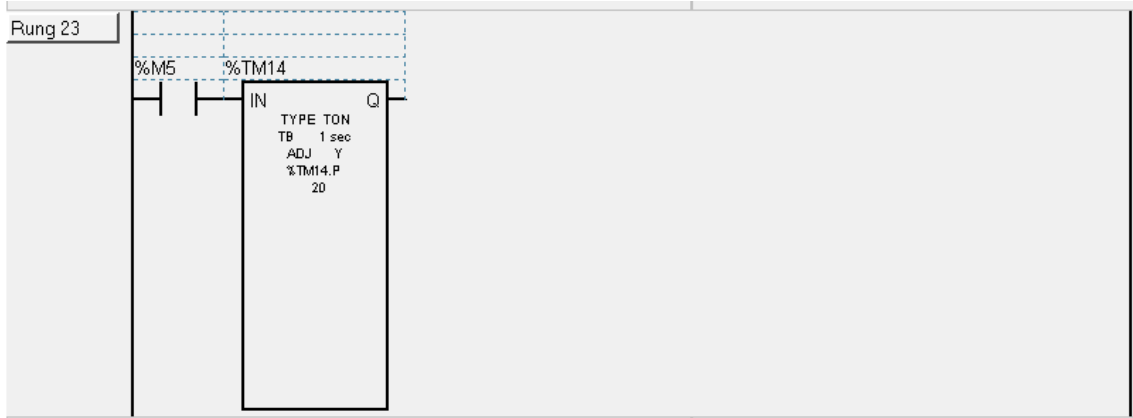 Rung 23
%M5 %TM14
IN Q
TYPE TON
TB 1 sec
ADJ Y
%TM14.P
20